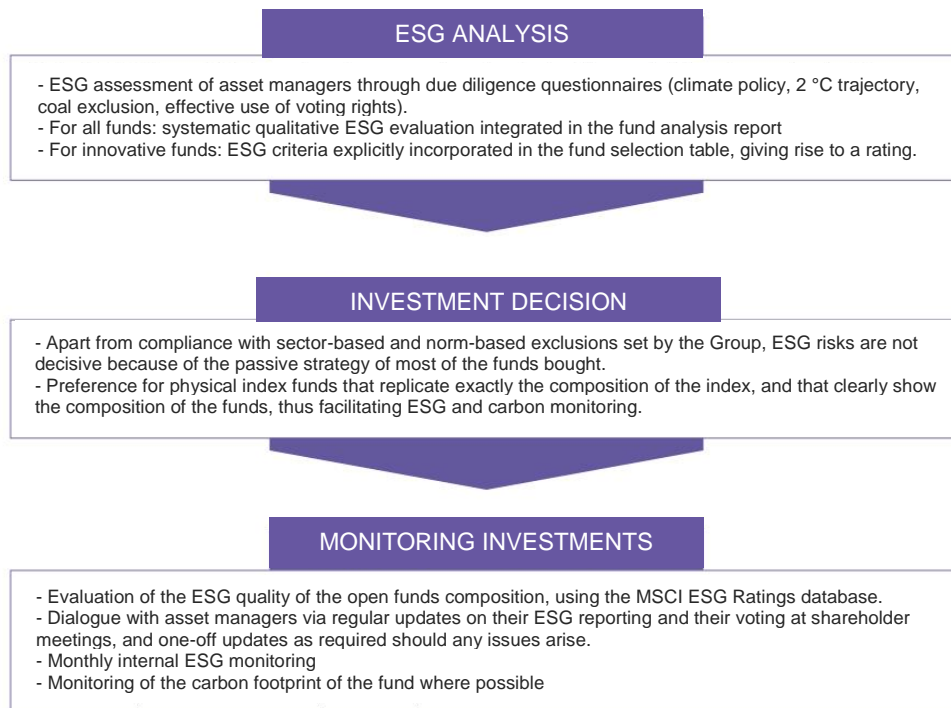 ESG ANALYSIS
- ESG assessment of asset managers through due diligence questionnaires (climate policy, 2 °C trajectory,
coal exclusion, effective use of voting rights).
- For all funds: systematic qualitative ESG evaluation integrated in the fund analysis report
- For innovative funds: ESG criteria explicitly incorporated in the fund selection table, giving rise to a rating.
INVESTMENT DECISION
- Apart from compliance with sector-based and norm-based exclusions set by the Group, ESG risks are not
decisive because of the passive strategy of most of the funds bought.
- Preference for physical index funds that replicate exactly the composition of the index, and that clearly show
the composition of the funds, thus facilitating ESG and carbon monitoring.
MONITORING INVESTMENTS
- Evaluation of the ESG quality of the open funds composition, using the MSCI ESG Ratings database.
- Dialogue with asset managers via regular updates on their ESG reporting and their voting at shareholder
meetings, and one-off updates as required should any issues arise.
- Monthly internal ESG monitoring
- Monitoring of the carbon footprint of the fund where possible